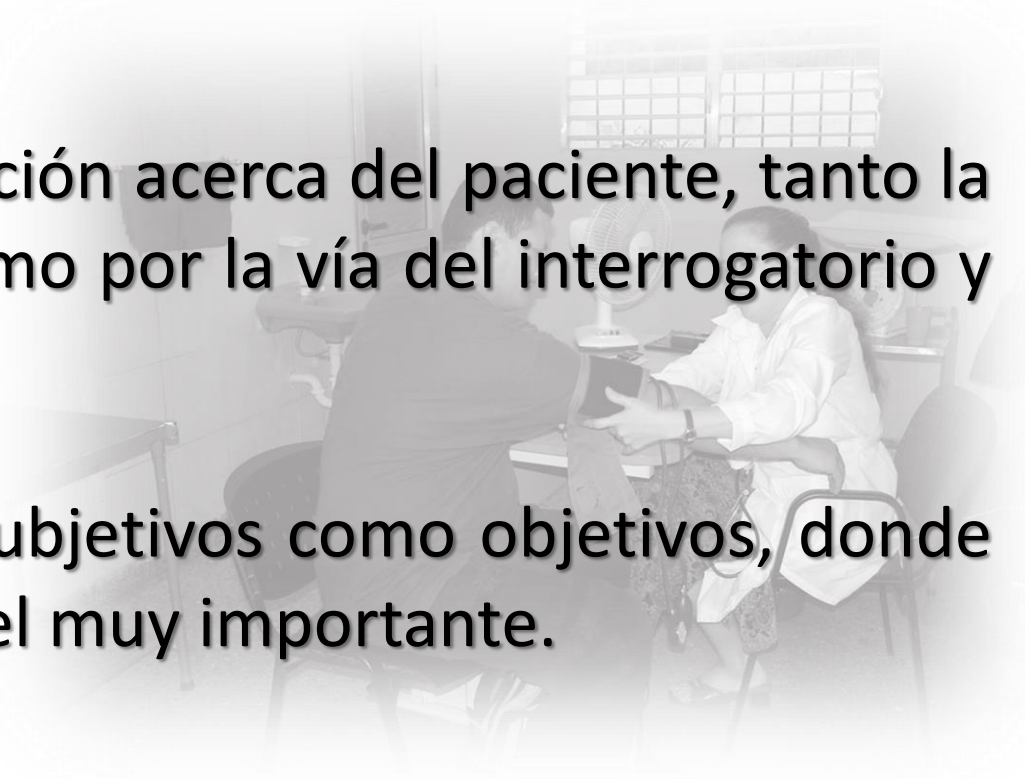 ción acerca del paciente, tanto la
mo por la vía del interrogatorio y
ubjetivos como objetivos, donde
el muy importante.